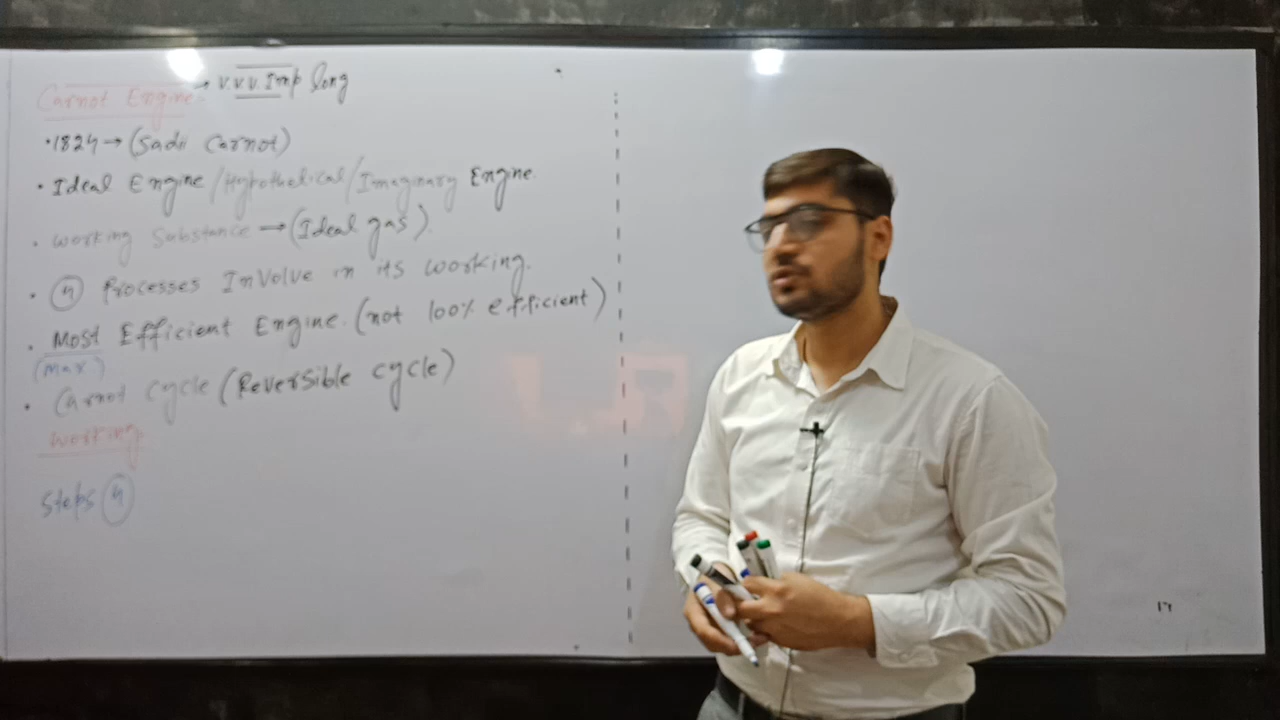 Carnot Engine:- → v.v.v.Imp long
• 1824 → (Sadii Carnot)
• Ideal Engine/Hypothetical/Imaginary Engine.
• Working Substance → (Ideal gas).
• 4 Processes Involve in its working.
• Most Efficient Engine. (not 100% efficient)
(Max)
• Carnot cycle (Reversible cycle)
Working
Steps 4